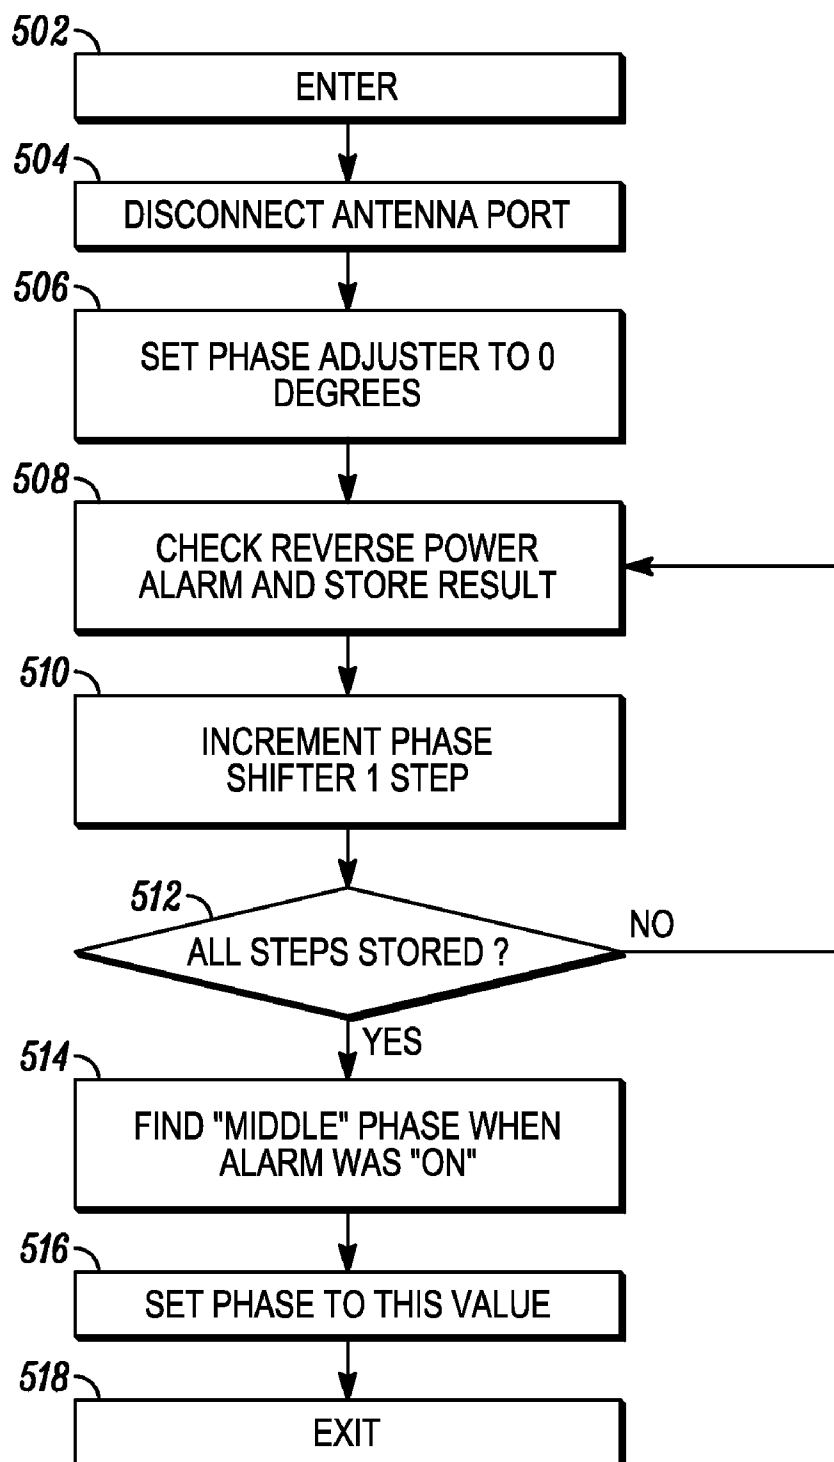 502
ENTER
504
DISCONNECT ANTENNA PORT
506
SET PHASE ADJUSTER TO 0
DEGREES
508
CHECK REVERSE POWER
ALARM AND STORE RESULT
510
INCREMENT PHASE
SHIFTER 1 STEP
512
ALL STEPS STORED ?
NO
YES
514
FIND "MIDDLE" PHASE WHEN
ALARM WAS "ON"
516
SET PHASE TO THIS VALUE
518
EXIT